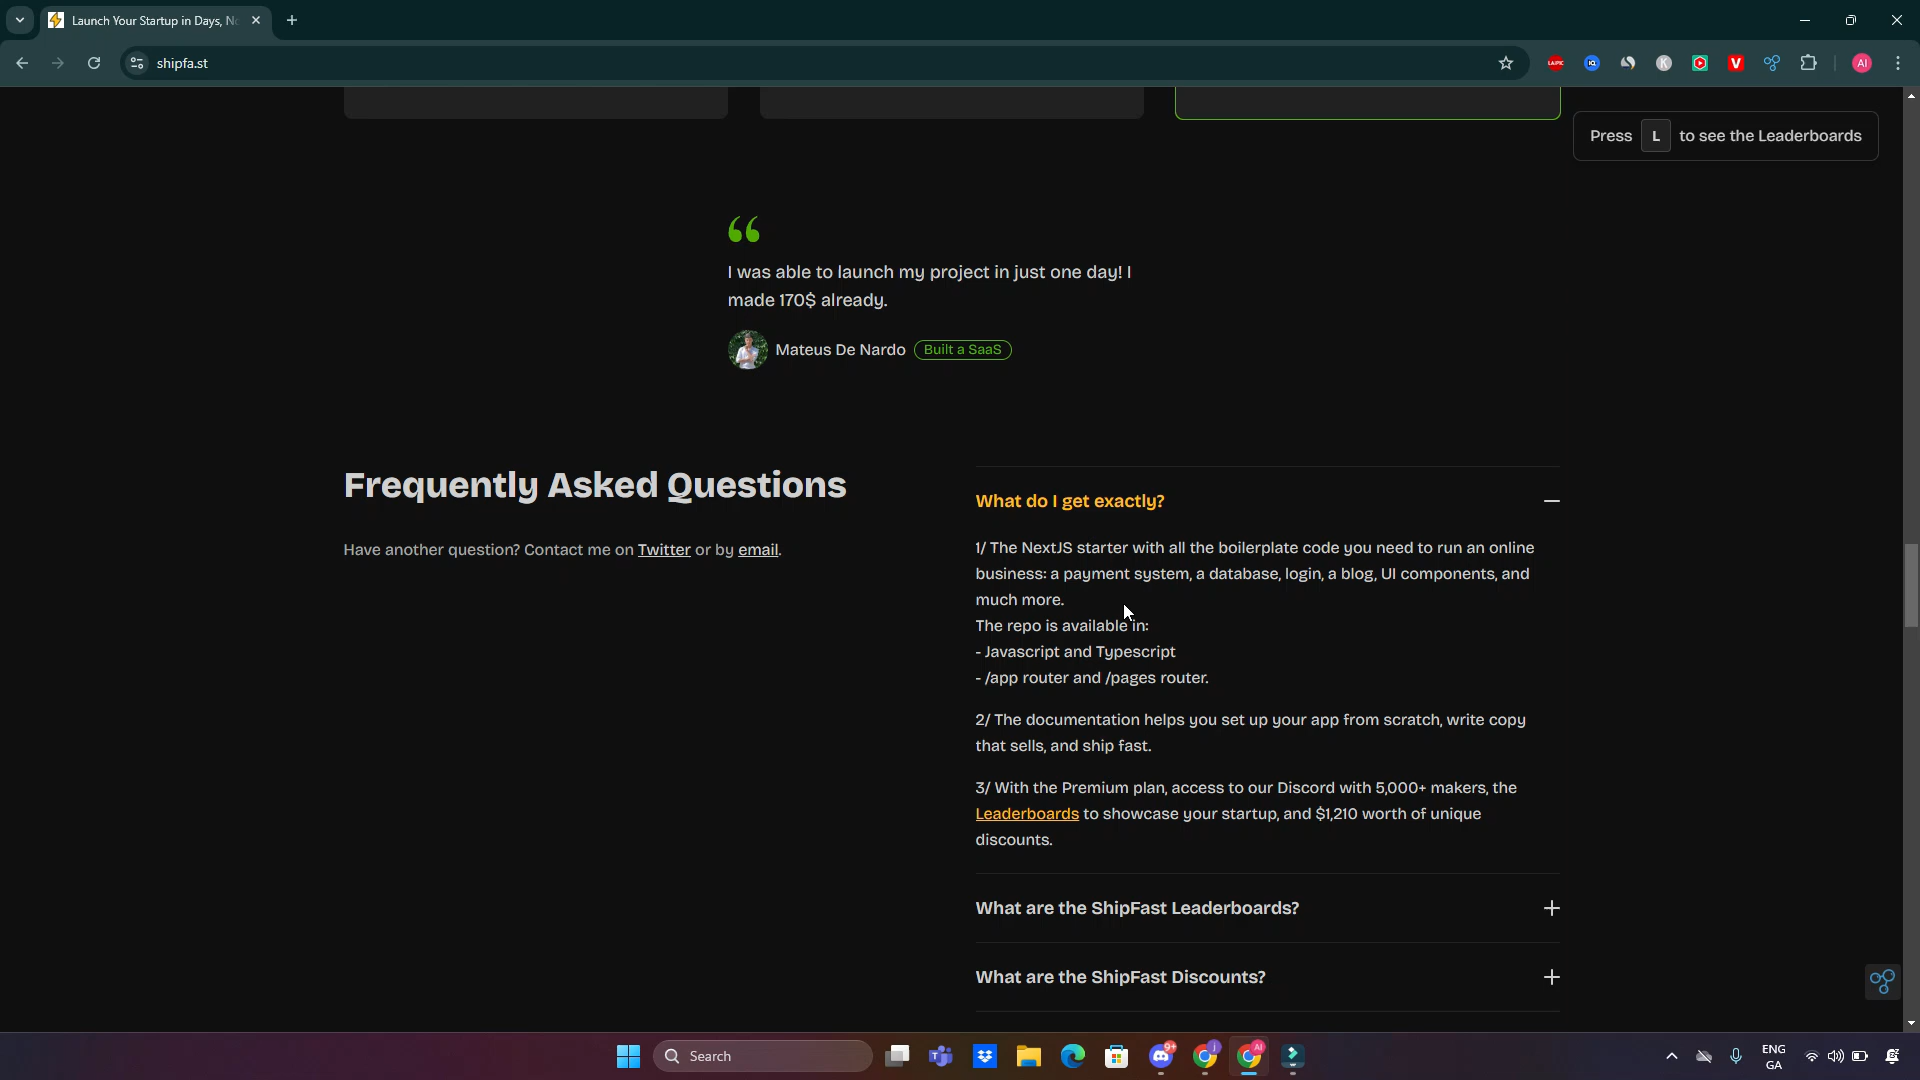 Launch Your Startup in Days, No
shipfa.st
Press L to see the Leaderboards
I was able to launch my project in just one day! I
made 170$ already.
Mateus De Nardo Built a SaaS
Frequently Asked Questions
Have another question? Contact me on Twitter or by email.
What do I get exactly?
1/ The NextJS starter with all the boilerplate code you need to run an online
business: a payment system, a database, login, a blog, UI components, and
much more.
The repo is available in:
- Javascript and Typescript
- /app router and /pages router.
2/ The documentation helps you set up your app from scratch, write copy
that sells, and ship fast.
3/ With the Premium plan, access to our Discord with 5,000+ makers, the
Leaderboards to showcase your startup, and $1,210 worth of unique
discounts.
What are the ShipFast Leaderboards?
What are the ShipFast Discounts?
Search
ENG
GA